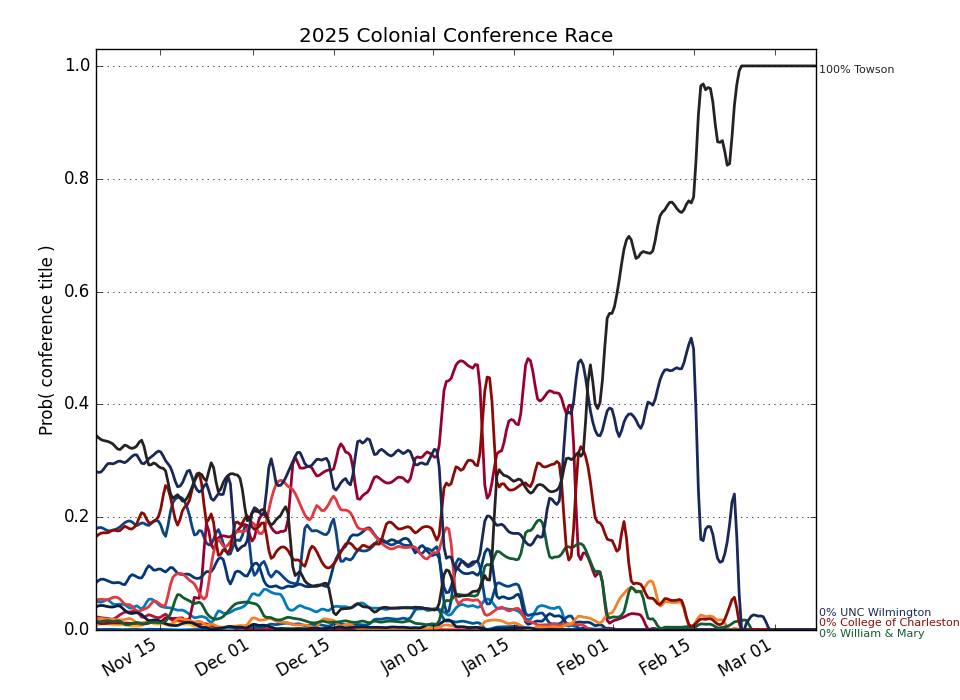 2025 Colonial Conference Race
Prob( conference title )
1.0
0.8
0.6
0.4
0.2
0.0
100% Towson
0% UNC Wilmington
0% College of Charleston
0% William & Mary
Nov 15
Dec 01
Dec 15
Jan 01
Jan 15
Feb 01
Feb 15
Mar 01